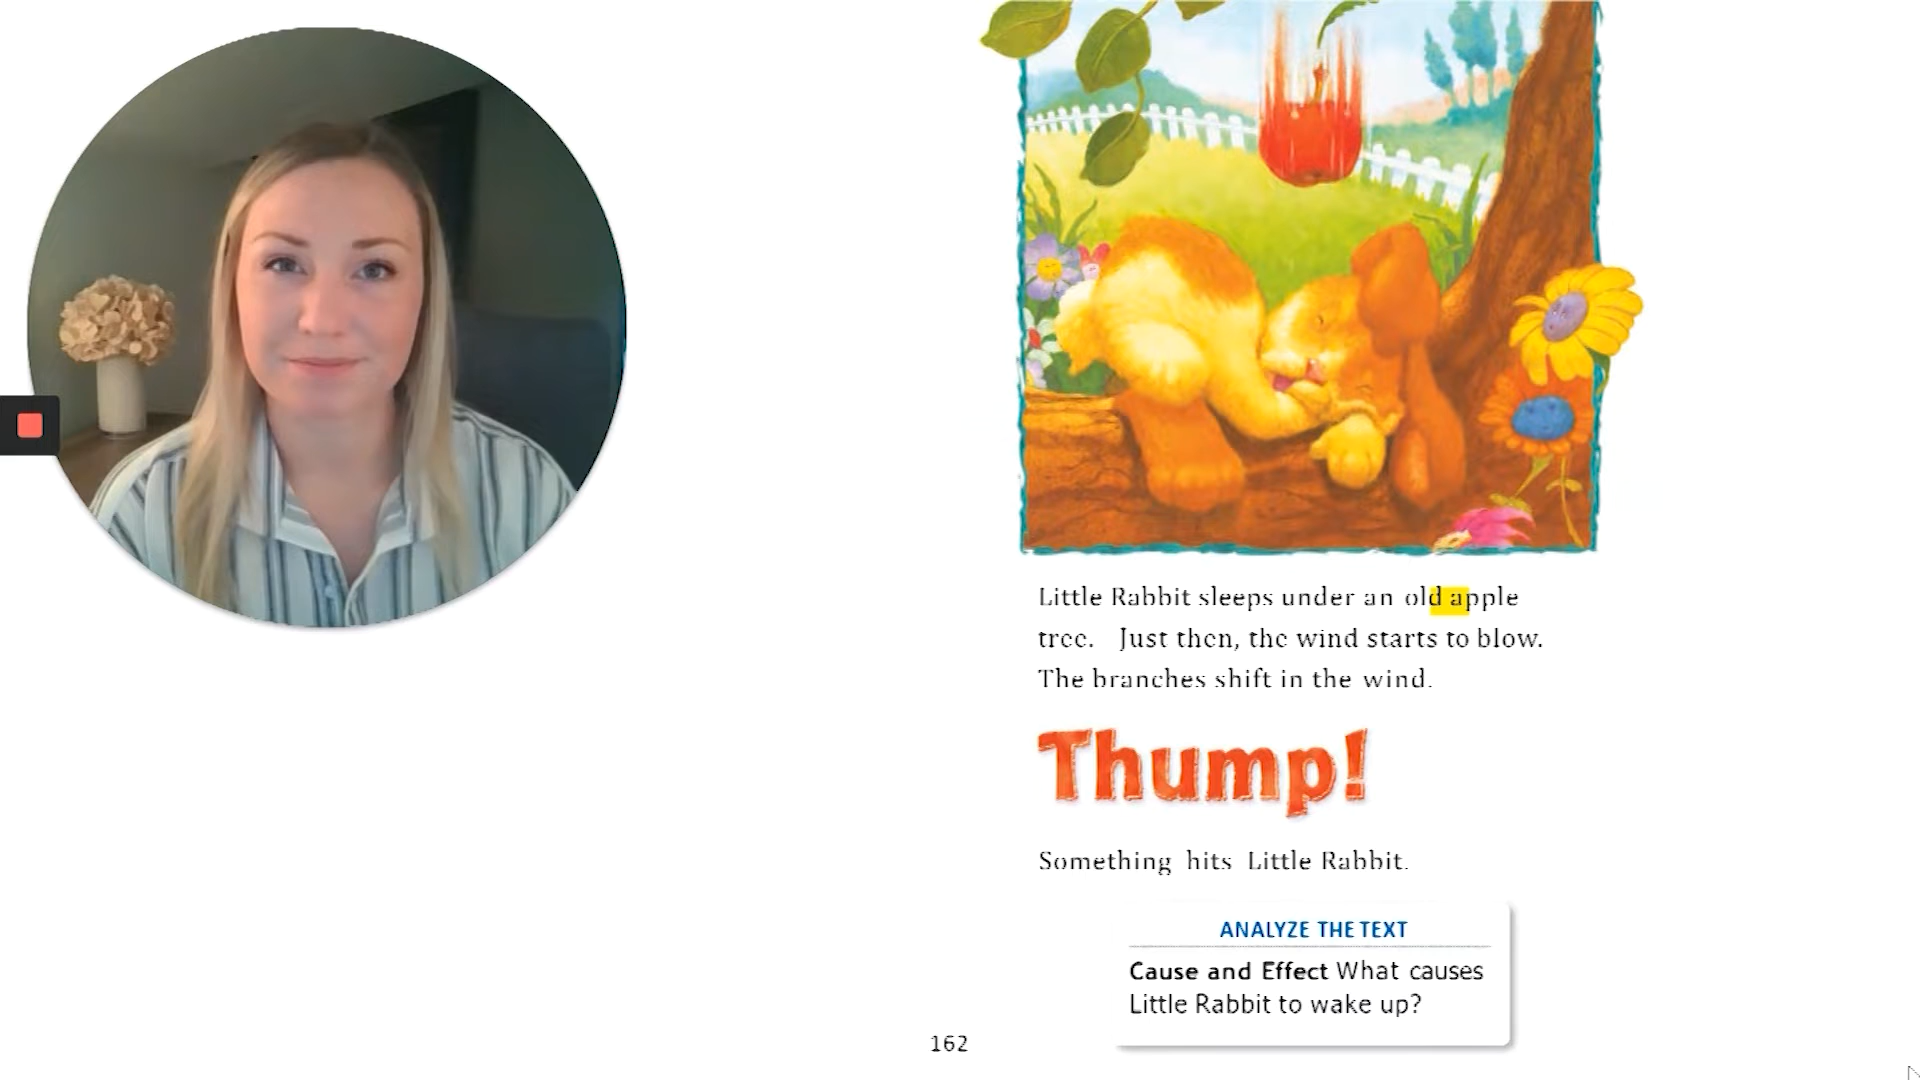 Little Rabbit sleeps under an old apple
tree. Just then, the wind starts to blow.
The branches shift in the wind.
Thump!
Something hits Little Rabbit.
ANALYZE THE TEXT
Cause and Effect What causes
Little Rabbit to wake up?
162